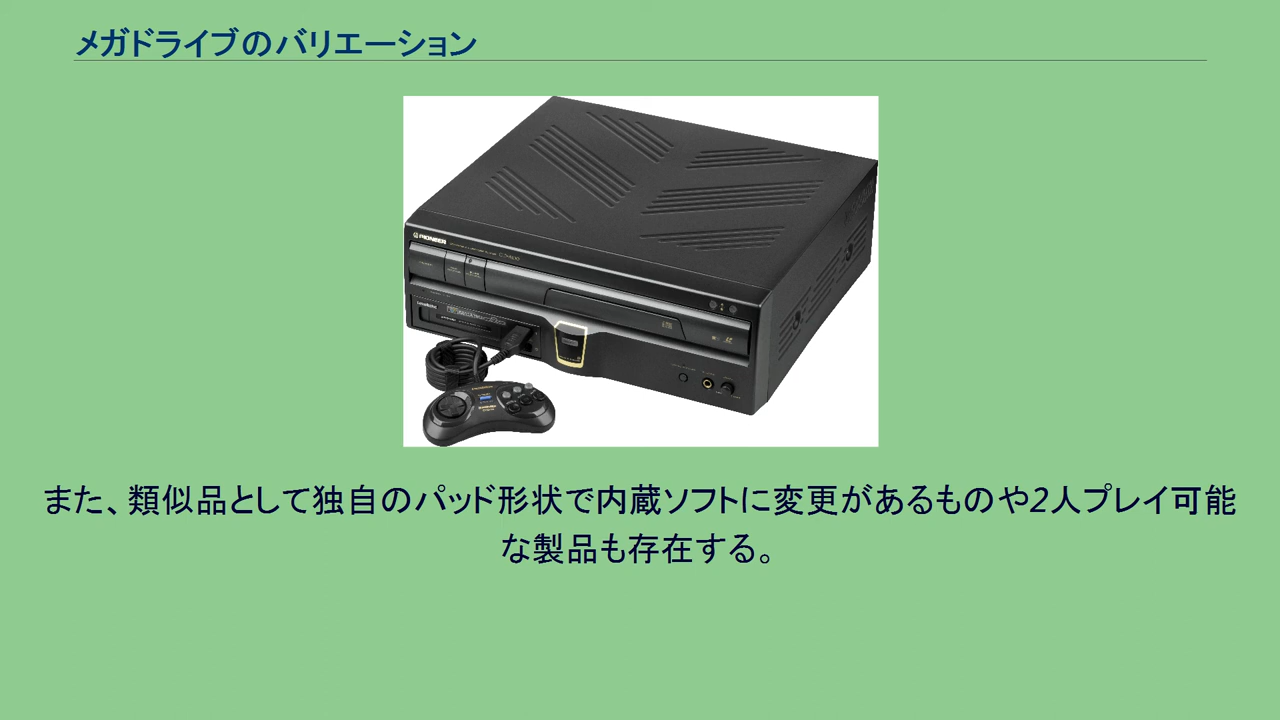 メガドライブのバリエーション
PIONEER
また、類似品として独自のパッド形状で内蔵ソフトに変更があるものや2人プレイ可能
な製品も存在する。